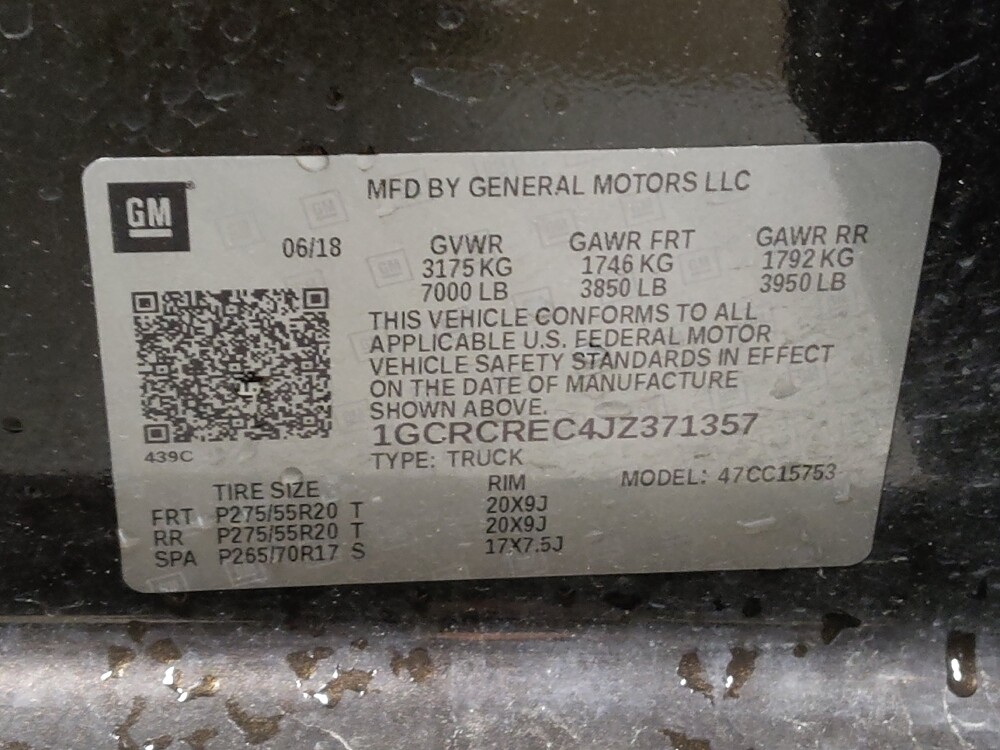 GM
MFD BY GENERAL MOTORS LLC
06/18
GVWR GAWR FRT GAWR RR
3175 KG 1746 KG 1792 KG
7000 LB 3850 LB 3950 LB
THIS VEHICLE CONFORMS TO ALL
APPLICABLE U.S. FEDERAL MOTOR
VEHICLE SAFETY STANDARDS IN EFFECT
ON THE DATE OF MANUFACTURE
SHOWN ABOVE.
1GCRCREC4JZ371357
439C
TYPE: TRUCK
MODEL: 47CC15753
TIRE SIZE RIM
FRT P275/55R20 T 20X9J
RR P275/55R20 T 20X9J
SPA P265/70R17 S 17X7.5J